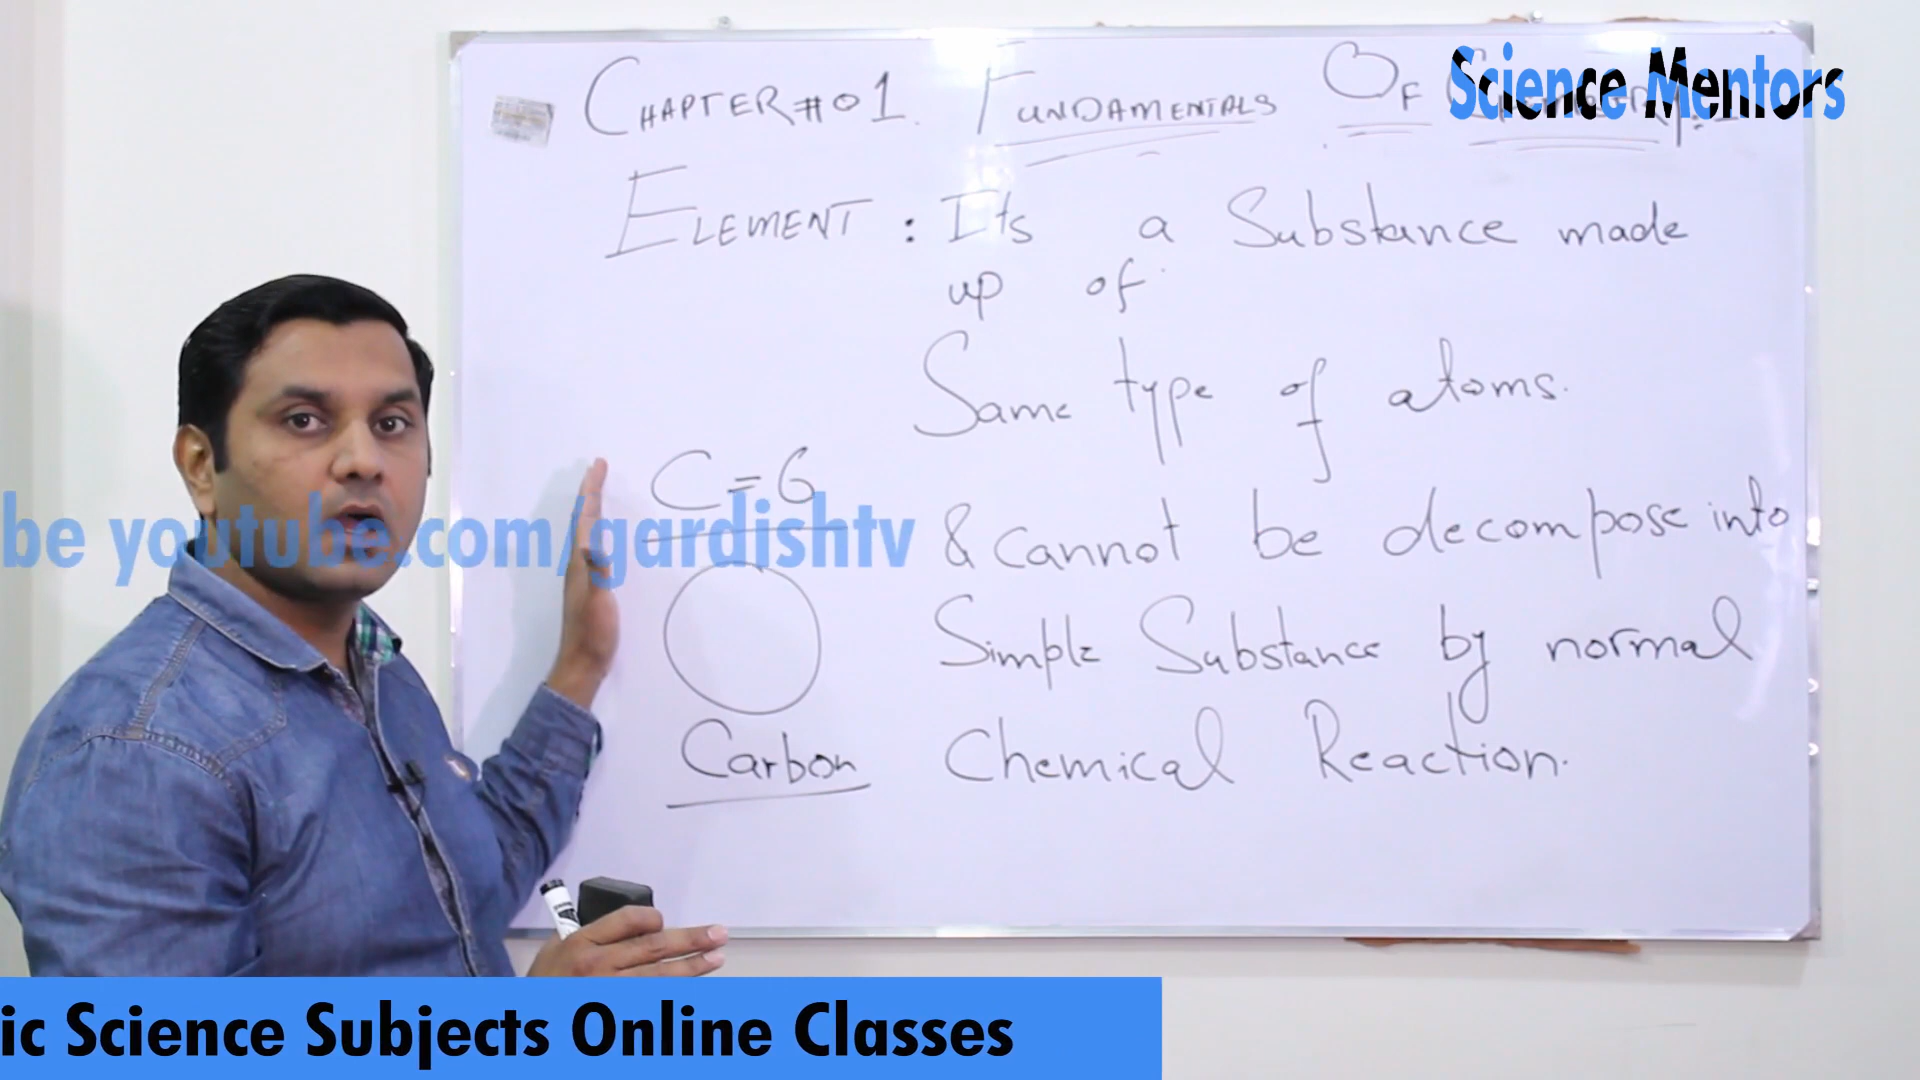 CHAPTER#01. FUNDAMENTALS OF
Science Mentors
ELEMENT : Its a Substance made
up of
Same type of atoms.
C=6
be youtube.com/gardishtv
& cannot be decompose into
Simple Substance by normal
Carbon Chemical Reaction.
ic Science Subjects Online Classes